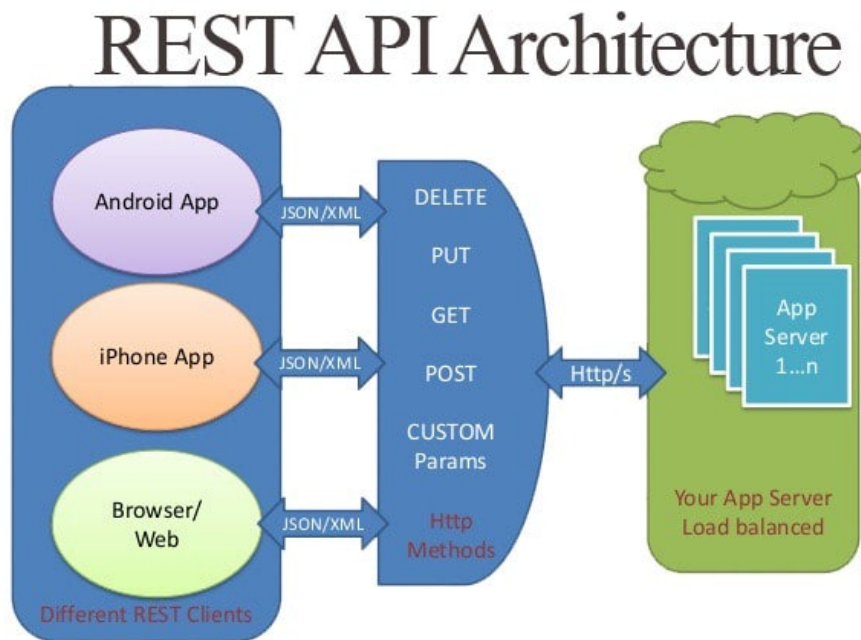 REST API Architecture
Android App
iPhone App
Browser/
Web
Different REST Clients
JSON/XML
JSON/XML
JSON/XML
DELETE
PUT
GET
POST
CUSTOM
Params
Http
Methods
Http/s
App
Server
1...n
Your App Server
Load balanced